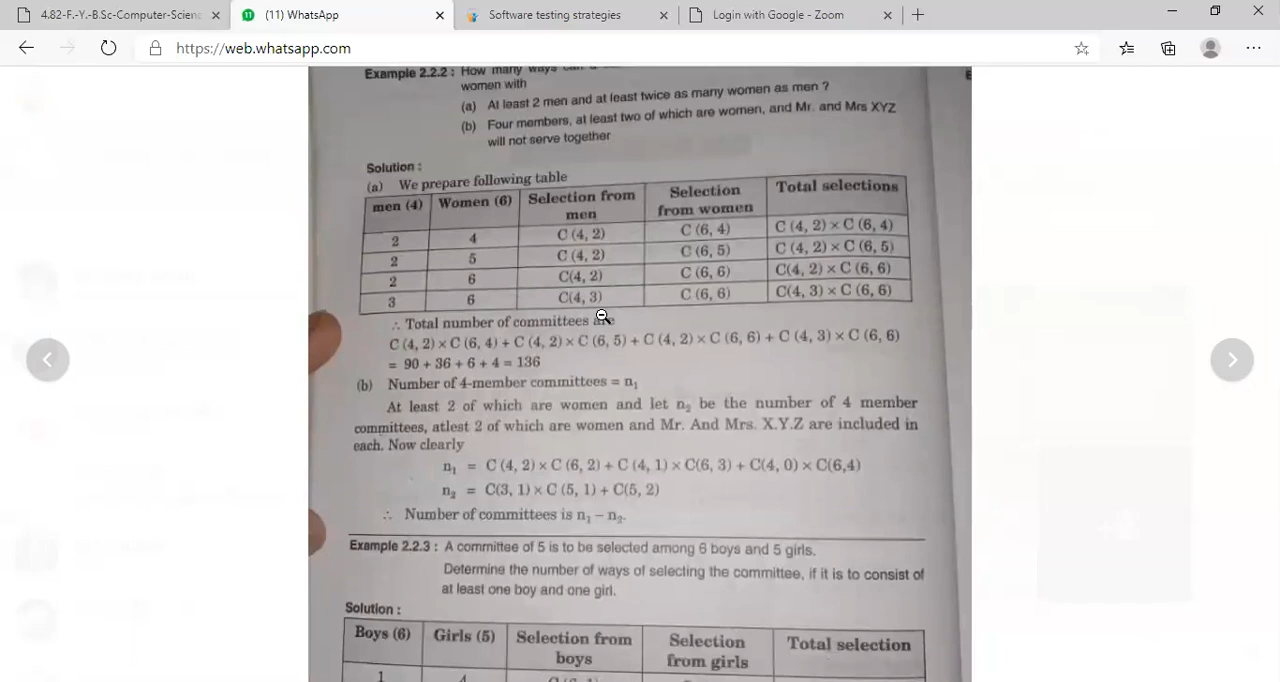 4.82-F.-Y.-B.Sc-Computer-Scienc
(11) WhatsApp
Software testing strategies
Login with Google - Zoom
https://web.whatsapp.com
Example 2.2.2 : How many ways can a
women with
(a) At least 2 men and at least twice as many women as men ?
(b) Four members, at least two of which are women, and Mr. and Mrs XYZ
will not serve together
Solution :
(a) We prepare following table
men (4) Women (6) Selection from men Selection from women Total selections
2 4 C (4, 2) C (6, 4) C (4, 2) × C (6, 4)
2 5 C (4, 2) C (6, 5) C (4, 2) × C (6, 5)
2 6 C(4, 2) C (6, 6) C(4, 2) × C (6, 6)
3 6 C(4, 3) C (6, 6) C(4, 3) × C (6, 6)
∴ Total number of committees are
C (4, 2) × C (6, 4) + C (4, 2) × C (6, 5) + C (4, 2) × C (6, 6) + C (4, 3) × C (6, 6)
= 90 + 36 + 6 + 4 = 136
(b) Number of 4-member committees = n₁
At least 2 of which are women and let n₂ be the number of 4 member
committees, atlest 2 of which are women and Mr. And Mrs. X.Y.Z are included in
each. Now clearly
n₁ = C (4, 2) × C (6, 2) + C (4, 1) × C(6, 3) + C(4, 0) × C(6,4)
n₂ = C(3, 1) × C (5, 1) + C(5, 2)
∴ Number of committees is n₁ – n₂.
Example 2.2.3 : A committee of 5 is to be selected among 6 boys and 5 girls.
Determine the number of ways of selecting the committee, if it is to consist of
at least one boy and one girl.
Solution :
Boys (6) Girls (5) Selection from boys Selection from girls Total selection
1 4